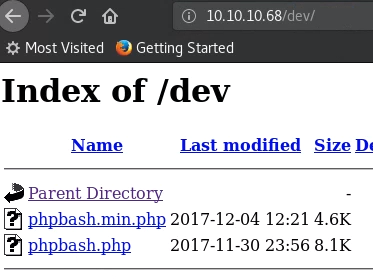 10.10.10.68/dev/
Most Visited Getting Started
Index of /dev
Name Last modified Size De
Parent Directory -
phpbash.min.php 2017-12-04 12:21 4.6K
phpbash.php 2017-11-30 23:56 8.1K